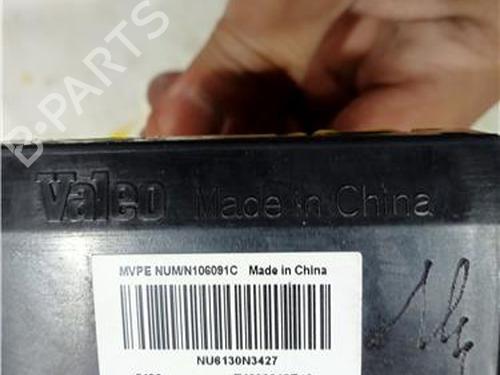 B-PARTS
Valeo Made in China
MVPE NUM/N106091C Made in China
NU6130N3427